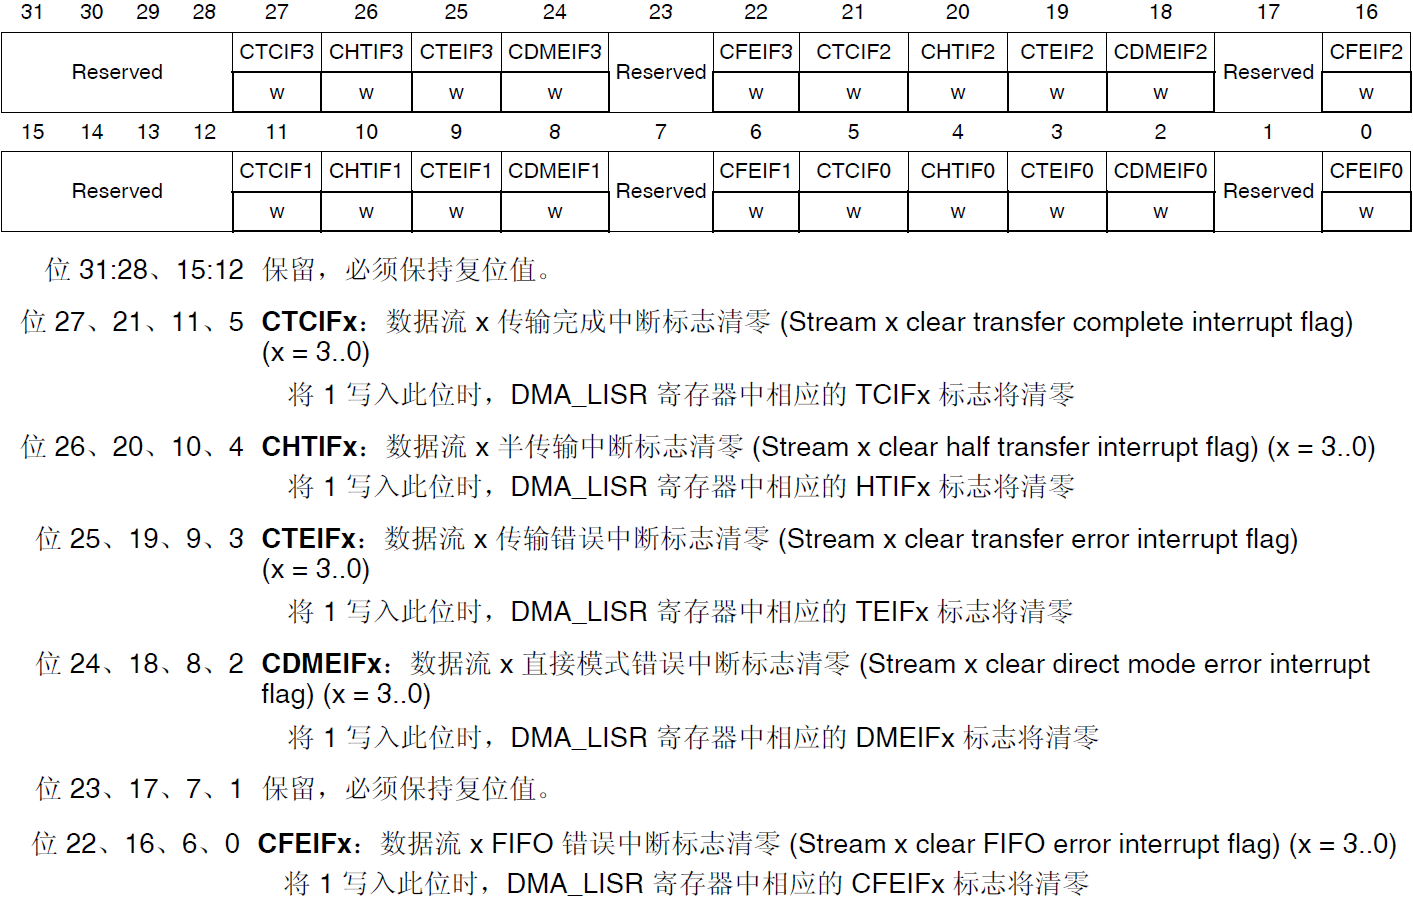 31 30 29 28 27 26 25 24 23 22 21 20 19 18 17 16
Reserved CTCIF3 CHTIF3 CTEIF3 CDMEIF3 Reserved CFEIF3 CTCIF2 CHTIF2 CTEIF2 CDMEIF2 Reserved CFEIF2
w w w w w w w w w w
15 14 13 12 11 10 9 8 7 6 5 4 3 2 1 0
Reserved CTCIF1 CHTIF1 CTEIF1 CDMEIF1 Reserved CFEIF1 CTCIF0 CHTIF0 CTEIF0 CDMEIF0 Reserved CFEIF0
w w w w w w w w w w
位 31:28、15:12 保留，必须保持复位值。
位 27、21、11、5 CTCIFx：数据流 x 传输完成中断标志清零 (Stream x clear transfer complete interrupt flag)
(x = 3..0)
将 1 写入此位时，DMA_LISR 寄存器中相应的 TCIFx 标志将清零
位 26、20、10、4 CHTIFx：数据流 x 半传输中断标志清零 (Stream x clear half transfer interrupt flag) (x = 3..0)
将 1 写入此位时，DMA_LISR 寄存器中相应的 HTIFx 标志将清零
位 25、19、9、3 CTEIFx：数据流 x 传输错误中断标志清零 (Stream x clear transfer error interrupt flag)
(x = 3..0)
将 1 写入此位时，DMA_LISR 寄存器中相应的 TEIFx 标志将清零
位 24、18、8、2 CDMEIFx：数据流 x 直接模式错误中断标志清零 (Stream x clear direct mode error interrupt
flag) (x = 3..0)
将 1 写入此位时，DMA_LISR 寄存器中相应的 DMEIFx 标志将清零
位 23、17、7、1 保留，必须保持复位值。
位 22、16、6、0 CFEIFx：数据流 x FIFO 错误中断标志清零 (Stream x clear FIFO error interrupt flag) (x = 3..0)
将 1 写入此位时，DMA_LISR 寄存器中相应的 CFEIFx 标志将清零